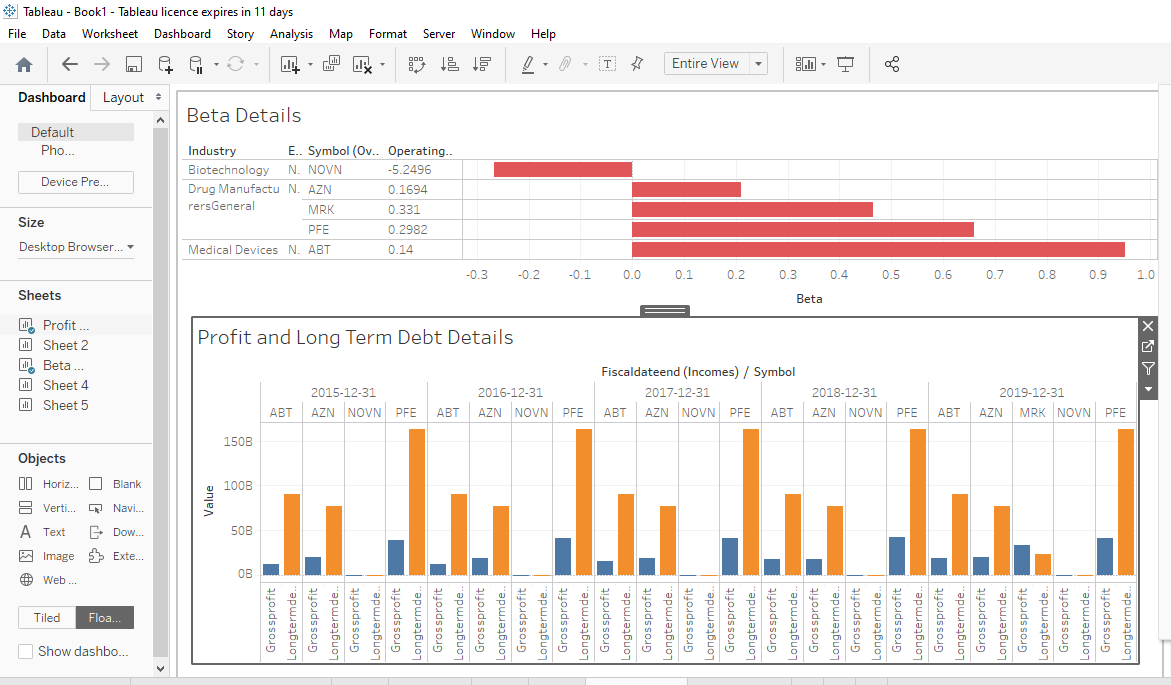 Tableau - Book1 - Tableau licence expires in 11 days
File Data Worksheet Dashboard Story Analysis Map Format Server Window Help
Entire View
Dashboard Layout
Default
Pho...
Device Pre...
Size
Desktop Browser...
Sheets
Profit ...
Sheet 2
Beta ...
Sheet 4
Sheet 5
Objects
Horiz... Blank
Verti... Navi...
A Text Dow...
Image Exte...
Web ...
Tiled Floa...
Show dashbo...
Beta Details
Industry E.. Symbol (Ov.. Operating..
Biotechnology N. NOVN -5.2496
Drug Manufactu N. AZN 0.1694
rersGeneral
MRK 0.331
PFE 0.2982
Medical Devices N. ABT 0.14
-0.3 -0.2 -0.1 0.0 0.1 0.2 0.3 0.4 0.5 0.6 0.7 0.8 0.9 1.0
Beta
Profit and Long Term Debt Details
Fiscaldateend (Incomes) / Symbol
2015-12-31 2016-12-31 2017-12-31 2018-12-31 2019-12-31
ABT AZN NOVN PFE ABT AZN NOVN PFE ABT AZN NOVN PFE ABT AZN NOVN PFE ABT AZN MRK NOVN PFE
150B
100B
50B
0B
Value
Grossprofit Longtermde.. Grossprofit Longtermde.. Grossprofit Longtermde.. Grossprofit Longtermde.. Grossprofit Longtermde.. Grossprofit Longtermde.. Grossprofit Longtermde.. Grossprofit Longtermde.. Grossprofit Longtermde.. Grossprofit Longtermde.. Grossprofit Longtermde.. Grossprofit Longtermde.. Grossprofit Longtermde.. Grossprofit Longtermde.. Grossprofit Longtermde.. Grossprofit Longtermde.. Grossprofit Longtermde.. Grossprofit Longtermde.. Grossprofit Longtermde.. Grossprofit Longtermde.. Grossprofit Longtermde..